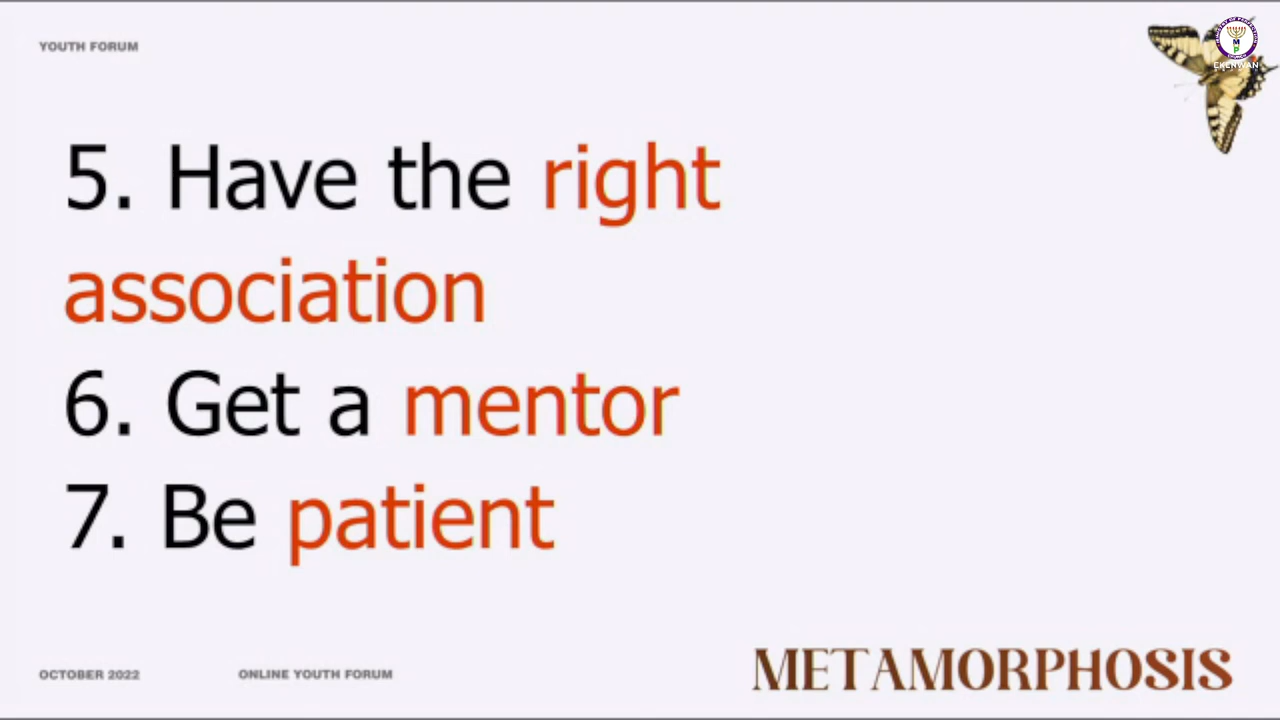 YOUTH FORUM
EKENWAN
5. Have the right
association
6. Get a mentor
7. Be patient
OCTOBER 2022
ONLINE YOUTH FORUM
METAMORPHOSIS